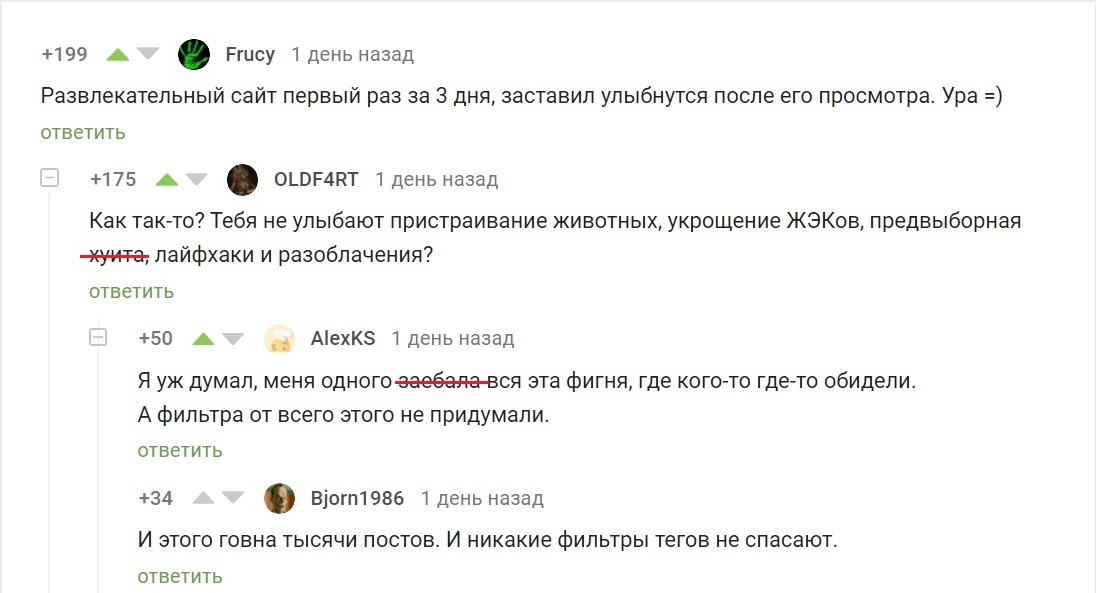 +199 Frucy 1 день назад
Развлекательный сайт первый раз за 3 дня, заставил улыбнутся после его просмотра. Ура =)
ответить
+175 OLDF4RT 1 день назад
Как так-то? Тебя не улыбают пристраивание животных, укрощение ЖЭКов, предвыборная
хуита, лайфхаки и разоблачения?
ответить
+50 AlexKS 1 день назад
Я уж думал, меня одного заебала вся эта фигня, где кого-то где-то обидели.
А фильтра от всего этого не придумали.
ответить
+34 Bjorn1986 1 день назад
И этого говна тысячи постов. И никакие фильтры тегов не спасают.
ответить